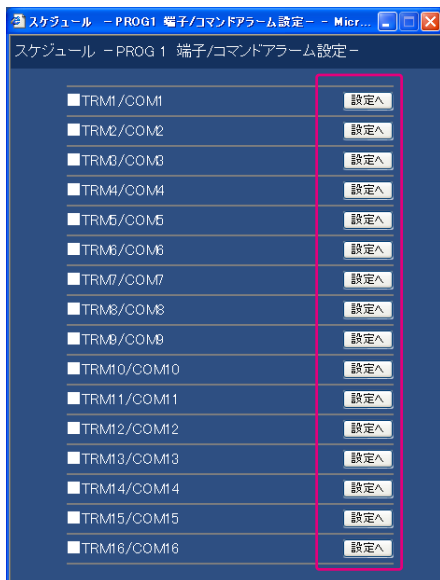 スケジュール －PROG1 端子/コマンドアラーム設定－ - Micr...
スケジュール －PROG 1 端子/コマンドアラーム設定－
■TRM1/COM1 設定へ
■TRM2/COM2 設定へ
■TRM3/COM3 設定へ
■TRM4/COM4 設定へ
■TRM5/COM5 設定へ
■TRM6/COM6 設定へ
■TRM7/COM7 設定へ
■TRM8/COM8 設定へ
■TRM9/COM9 設定へ
■TRM10/COM10 設定へ
■TRM11/COM11 設定へ
■TRM12/COM12 設定へ
■TRM13/COM13 設定へ
■TRM14/COM14 設定へ
■TRM15/COM15 設定へ
■TRM16/COM16 設定へ